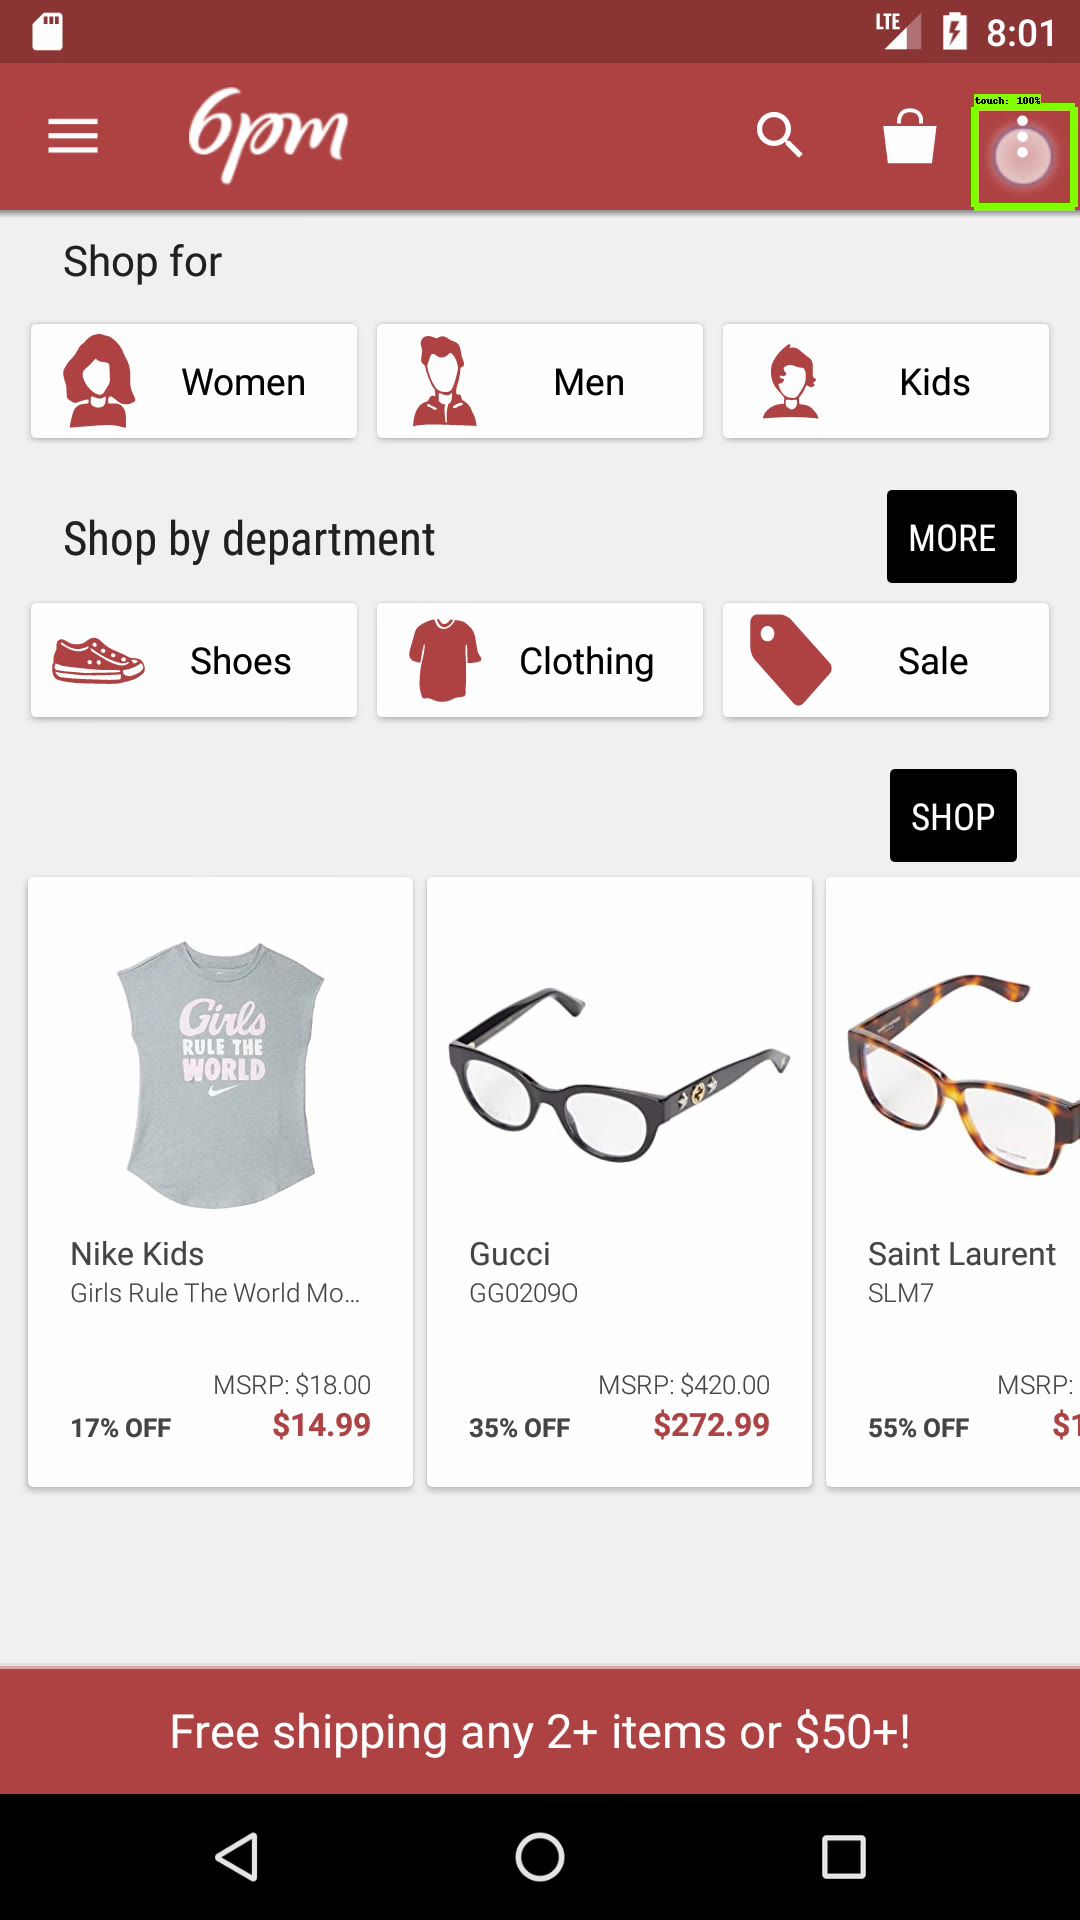 LTE 8:01
touch: 100%
6pm
Shop for
Women Men Kids
Shop by department MORE
Shoes Clothing Sale
SHOP
Girls
RULE THE
WORLD
Nike Kids
Girls Rule The World Mo...
MSRP: $18.00
17% OFF $14.99
Gucci
GG0209O
MSRP: $420.00
35% OFF $272.99
Saint Laurent
SLM7
MSRP:
55% OFF $1
Free shipping any 2+ items or $50+!